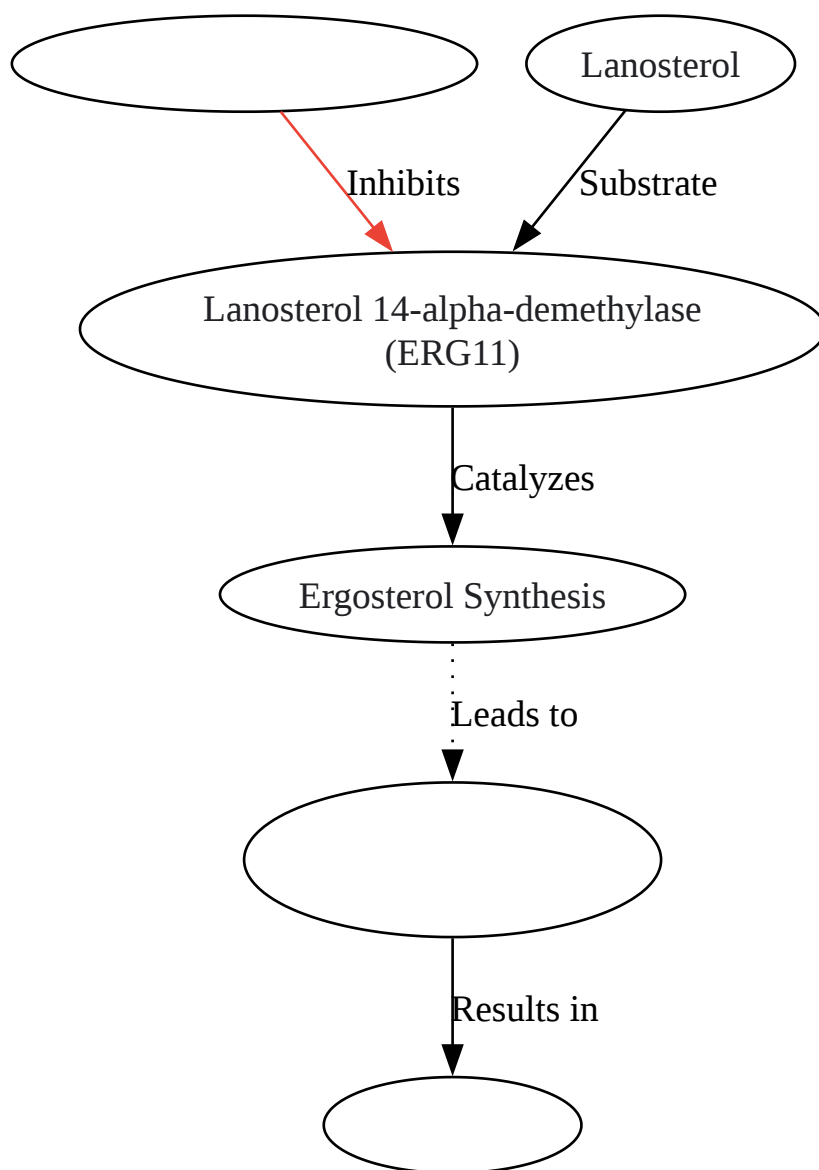 Lanosterol
Inhibits
Substrate
Lanosterol 14-alpha-demethylase
(ERG11)
Catalyzes
Ergosterol Synthesis
Leads to
Results in